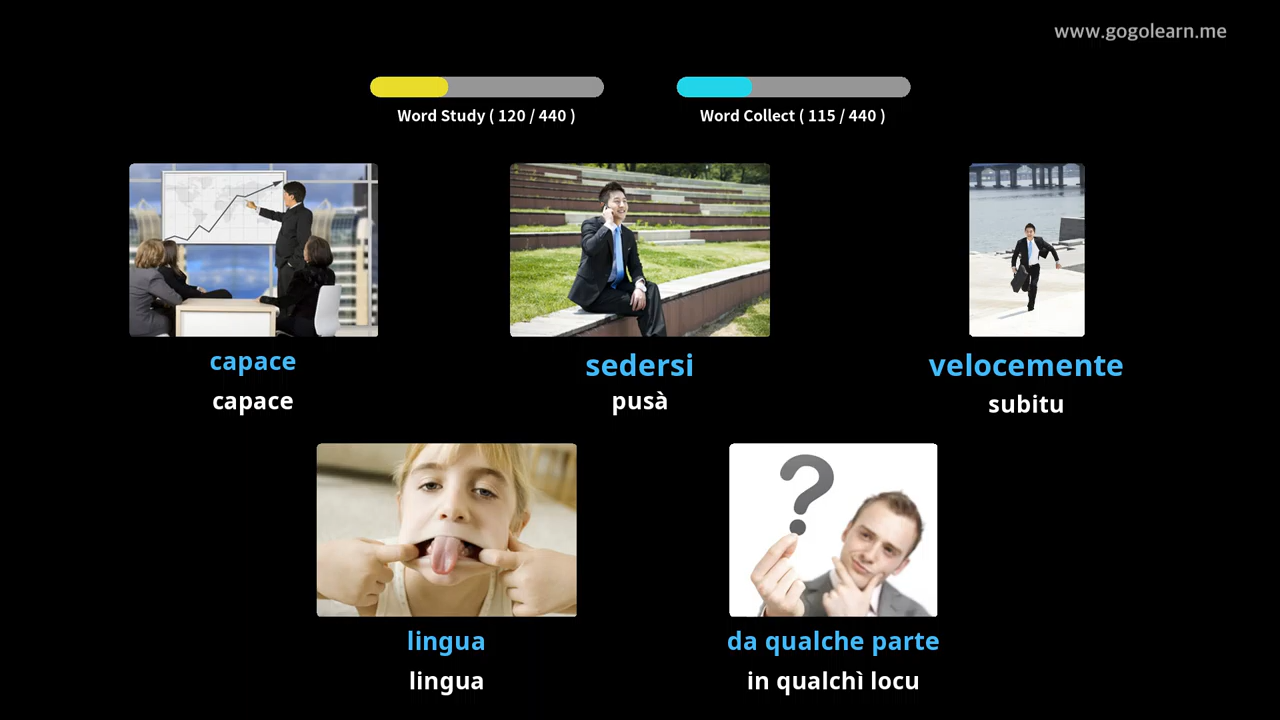 www.gogolearn.me
Word Study ( 120 / 440 )
Word Collect ( 115 / 440 )
capace
capace
sedersi
pusà
velocemente
subitu
lingua
lingua
da qualche parte
in qualchì locu